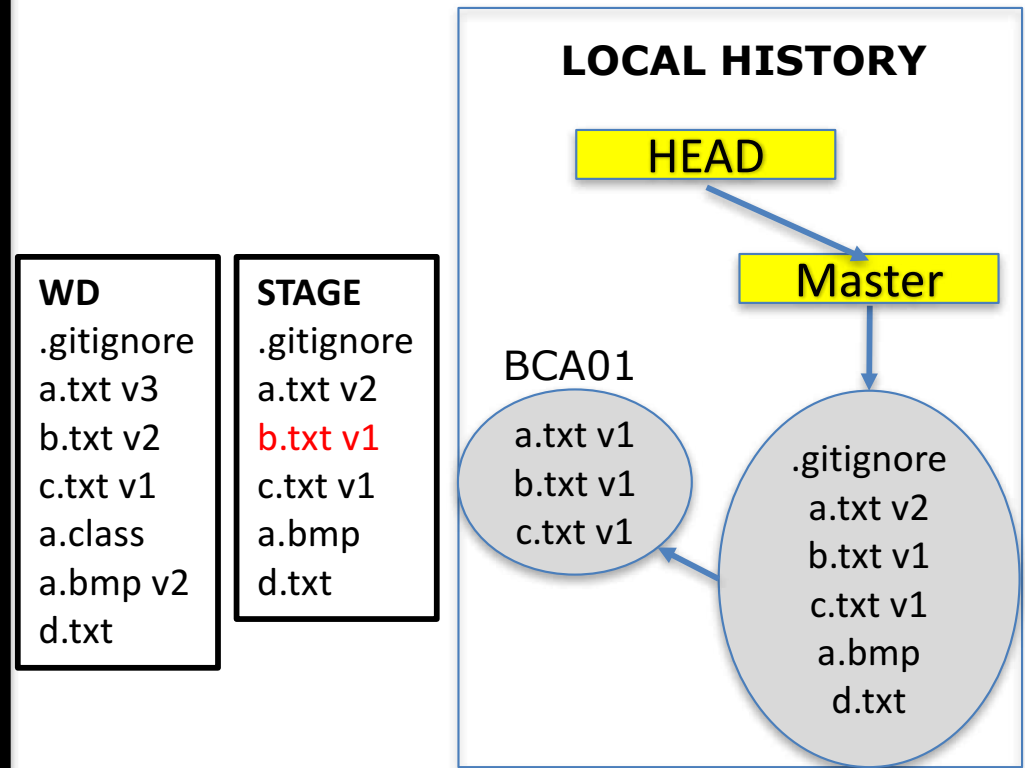 LOCAL HISTORY
HEAD
Master
WD
.gitignore
a.txt v3
b.txt v2
c.txt v1
a.class
a.bmp v2
d.txt
STAGE
.gitignore
a.txt v2
b.txt v1
c.txt v1
a.bmp
d.txt
BCA01
a.txt v1
b.txt v1
c.txt v1
.gitignore
a.txt v2
b.txt v1
c.txt v1
a.bmp
d.txt